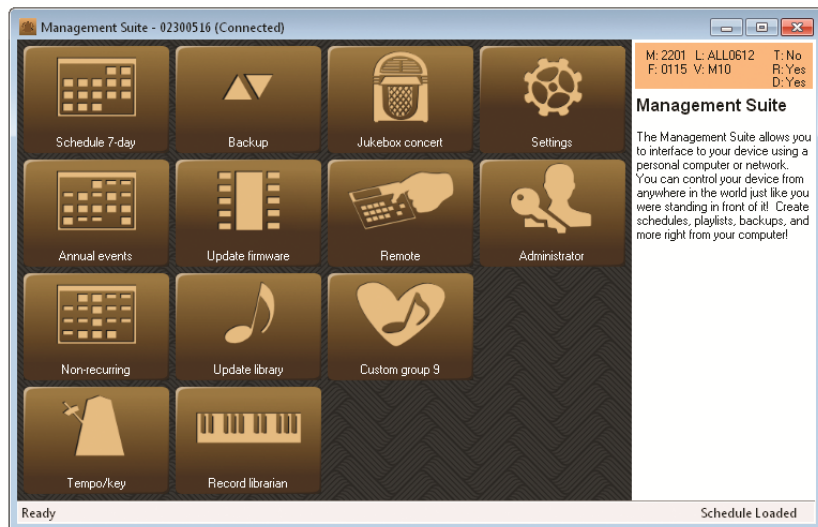 Management Suite - 02300516 (Connected)
Schedule 7-day
Backup
Jukebox concert
Settings
Annual events
Update firmware
Remote
Administrator
Non-recurring
Update library
Custom group 9
Tempo/key
Record librarian
M: 2201 L: ALL0612 T: No
F: 0115 V: M10 R: Yes
D: Yes
Management Suite
The Management Suite allows you
to interface to your device using a
personal computer or network.
You can control your device from
anywhere in the world just like you
were standing in front of it! Create
schedules, playlists, backups, and
more right from your computer!
Ready
Schedule Loaded